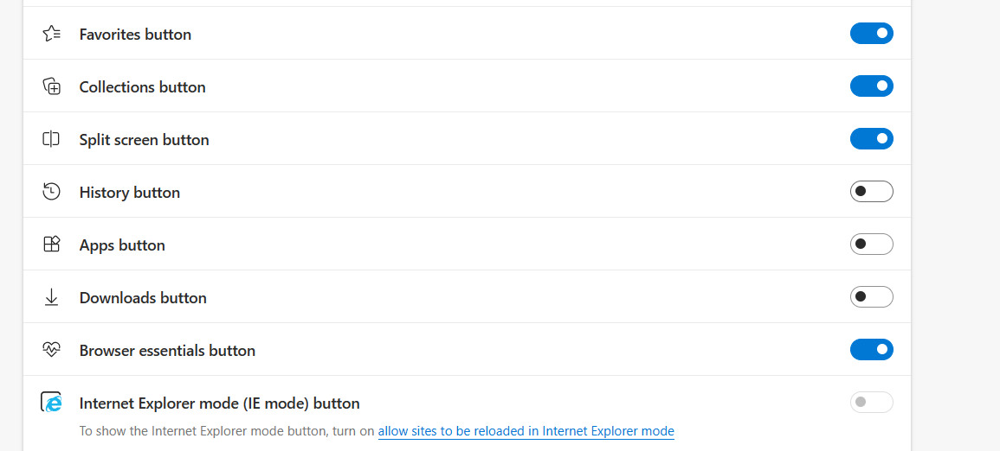 Favorites button
Collections button
Split screen button
History button
Apps button
Downloads button
Browser essentials button
Internet Explorer mode (IE mode) button
To show the Internet Explorer mode button, turn on allow sites to be reloaded in Internet Explorer mode